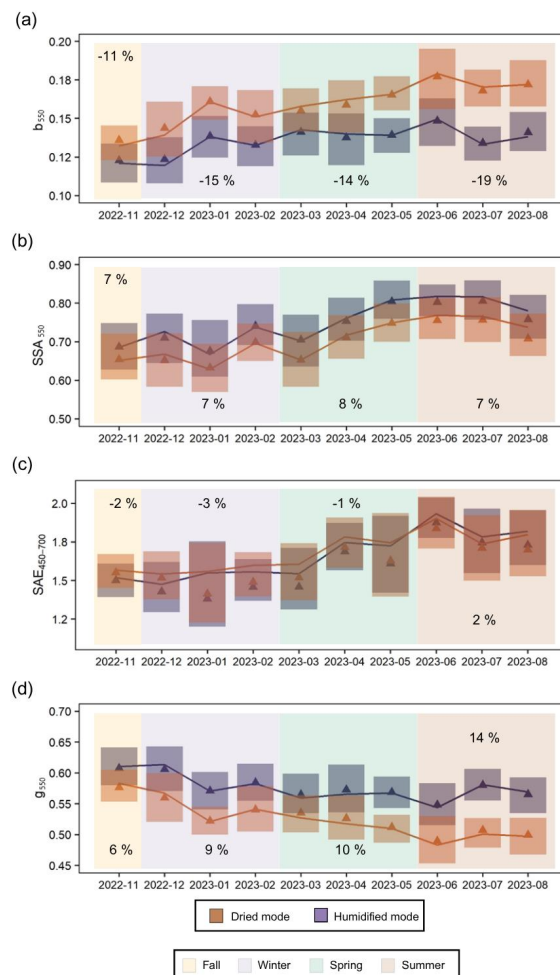 (a)
b550
0.20
0.18
0.15
0.12
0.10
-11 %
-15 %
-14 %
-19 %
2022-11 2022-12 2023-01 2023-02 2023-03 2023-04 2023-05 2023-06 2023-07 2023-08
(b)
SSA 550
0.90
0.80
0.70
0.60
0.50
7 %
7 %
8 %
7 %
2022-11 2022-12 2023-01 2023-02 2023-03 2023-04 2023-05 2023-06 2023-07 2023-08
(c)
SAE450–700
2.0
1.8
1.5
1.2
-2 %
-3 %
-1 %
2 %
2022-11 2022-12 2023-01 2023-02 2023-03 2023-04 2023-05 2023-06 2023-07 2023-08
(d)
g550
0.70
0.65
0.60
0.55
0.50
0.45
14 %
6 %
9 %
10 %
2022-11 2022-12 2023-01 2023-02 2023-03 2023-04 2023-05 2023-06 2023-07 2023-08
Dried mode Humidified mode
Fall Winter Spring Summer